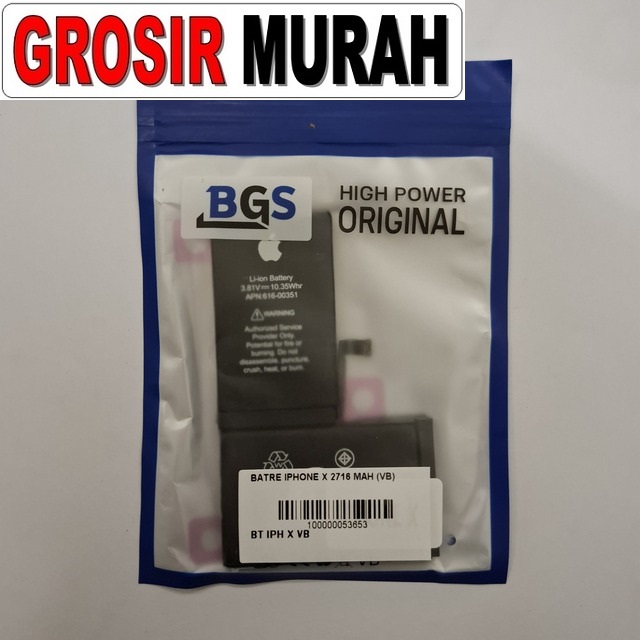 GROSIR MURAH
BGS
HIGH POWER
ORIGINAL
Li-ion Battery
3.81V 10.35Whr
APN:616-00351
WARNING
Authorized Service
Provider Only.
Potential for fire or
burning. Do not
disassemble, puncture,
crush, heat, or burn.
BATRE IPHONE X 2716 MAH (VB)
100000053653
BT IPH X VB
VB